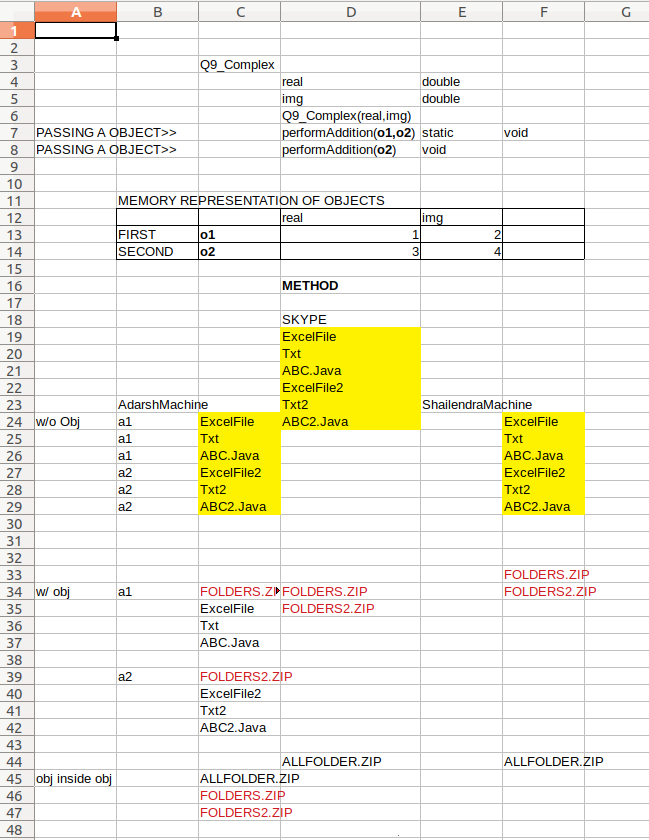 A B C D E F G
1
2
3 Q9_Complex
4 real double
5 img double
6 Q9_Complex(real,img)
7 PASSING A OBJECT>> performAddition(o1,o2) static void
8 PASSING A OBJECT>> performAddition(o2) void
9
10
11 MEMORY REPRESENTATION OF OBJECTS
12 real img
13 FIRST o1 1 2
14 SECOND o2 3 4
15
16 METHOD
17
18 SKYPE
19 ExcelFile
20 Txt
21 ABC.Java
22 ExcelFile2
23 AdarshMachine Txt2 ShailendraMachine
24 w/o Obj a1 ExcelFile ABC2.Java ExcelFile
25 a1 Txt Txt
26 a1 ABC.Java ABC.Java
27 a2 ExcelFile2 ExcelFile2
28 a2 Txt2 Txt2
29 a2 ABC2.Java ABC2.Java
30
31
32
33 FOLDERS.ZIP
34 w/ obj a1 FOLDERS.ZI FOLDERS.ZIP FOLDERS2.ZIP
35 ExcelFile FOLDERS2.ZIP
36 Txt
37 ABC.Java
38
39 a2 FOLDERS2.ZIP
40 ExcelFile2
41 Txt2
42 ABC2.Java
43
44 ALLFOLDER.ZIP ALLFOLDER.ZIP
45 obj inside obj ALLFOLDER.ZIP
46 FOLDERS.ZIP
47 FOLDERS2.ZIP
48